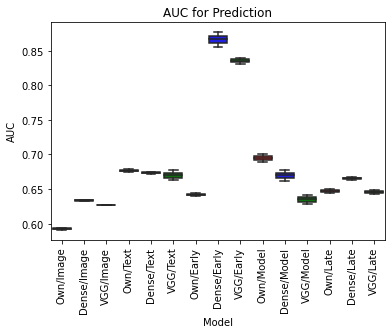 AUC for Prediction
AUC
0.85
0.80
0.75
0.70
0.65
0.60
Own/Image
Dense/Image
VGG/Image
Own/Text
Dense/Text
VGG/Text
Own/Early
Dense/Early
VGG/Early
Own/Model
Dense/Model
VGG/Model
Own/Late
Dense/Late
VGG/Late
Model